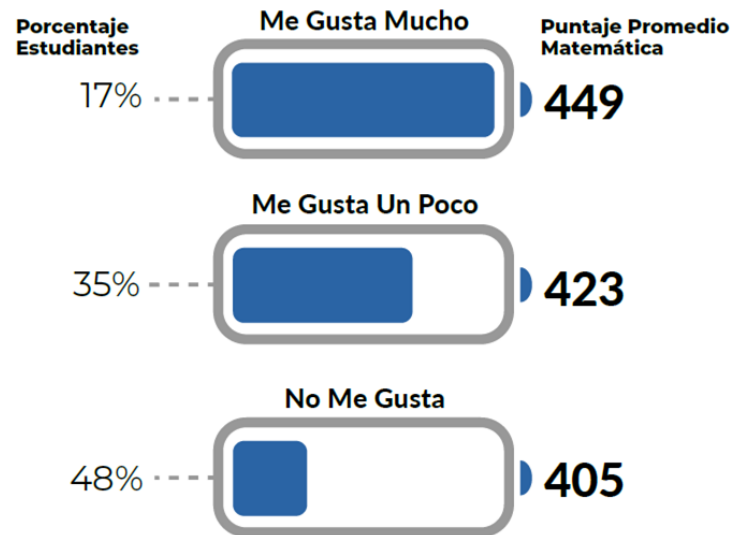 Porcentaje
Estudiantes
Me Gusta Mucho
Puntaje Promedio
Matemática
17%
449
Me Gusta Un Poco
35%
423
No Me Gusta
48%
405